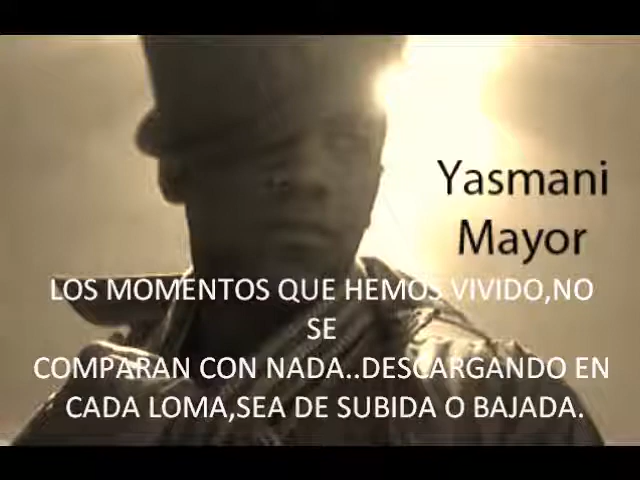 Yasmani
Mayor
LOS MOMENTOS QUE HEMOS VIVIDO,NO
SE
COMPARAN CON NADA..DESCARGANDO EN
CADA LOMA,SEA DE SUBIDA O BAJADA.